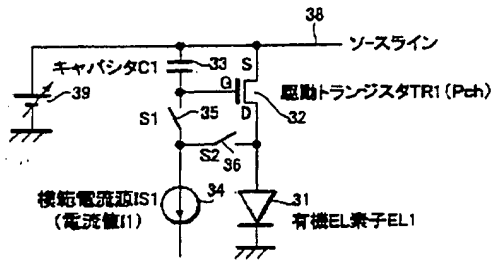 38
ソースライン
キャパシタC1
33
S
G
D
39
駆動トランジスタTR1(Pch)
32
S1
35
S2
36
模範電流源IS1
(電流値I1)
34
31
有機EL素子EL1